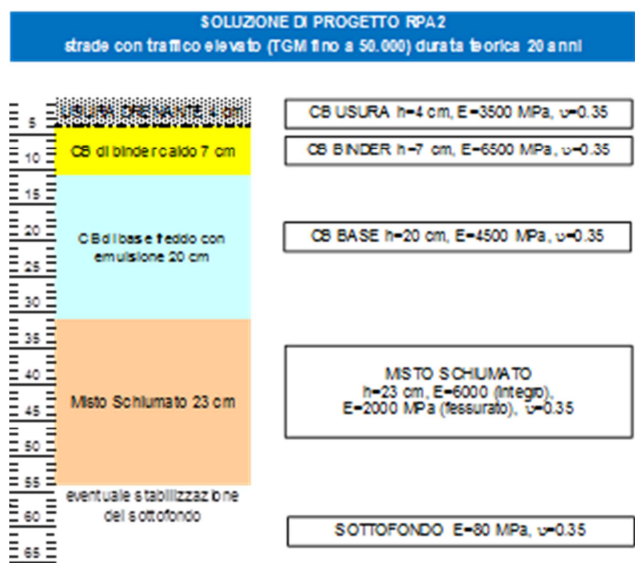 SOLUZIONE DI PROGETTO RPA2
strade con traffico elevato (TGM fino a 50.000) durata teorica 20 anni
5
10
15
20
25
30
35
40
45
50
55
60
65
USURA DRENANTE 4 cm
CB di binder caldo 7 cm
CB di base freddo con
emulsione 20 cm
Misto Schiumato 23 cm
eventuale stabilizzazione
del sottofondo
CB USURA h=4 cm, E=3500 MPa, υ=0.35
CB BINDER h=7 cm, E=6500 MPa, υ=0.35
CB BASE h=20 cm, E=4500 MPa, υ=0.35
MISTO SCHIUMATO
h=23 cm, E=6000 (Integro),
E=2000 MPa (fessurato), υ=0.35
SOTTOFONDO E=80 MPa, υ=0.35